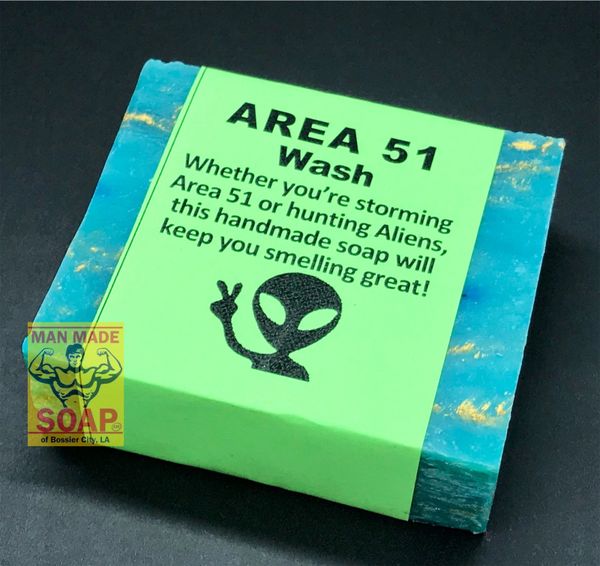 AREA 51
Wash
Whether you're storming
Area 51 or hunting Aliens,
this handmade soap will
keep you smelling great!
MAN MADE
SOAP
of Bossier City, LA